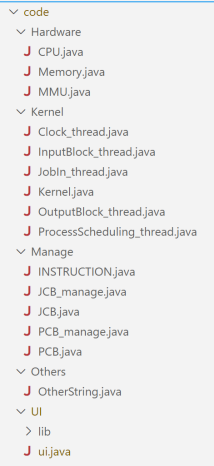 code
Hardware
CPU.java
Memory.java
MMU.java
Kernel
Clock_thread.java
InputBlock_thread.java
JobIn_thread.java
Kernel.java
OutputBlock_thread.java
ProcessScheduling_thread.java
Manage
INSTRUCTION.java
JCB_manage.java
JCB.java
PCB_manage.java
PCB.java
Others
OtherString.java
UI
lib
ui.java